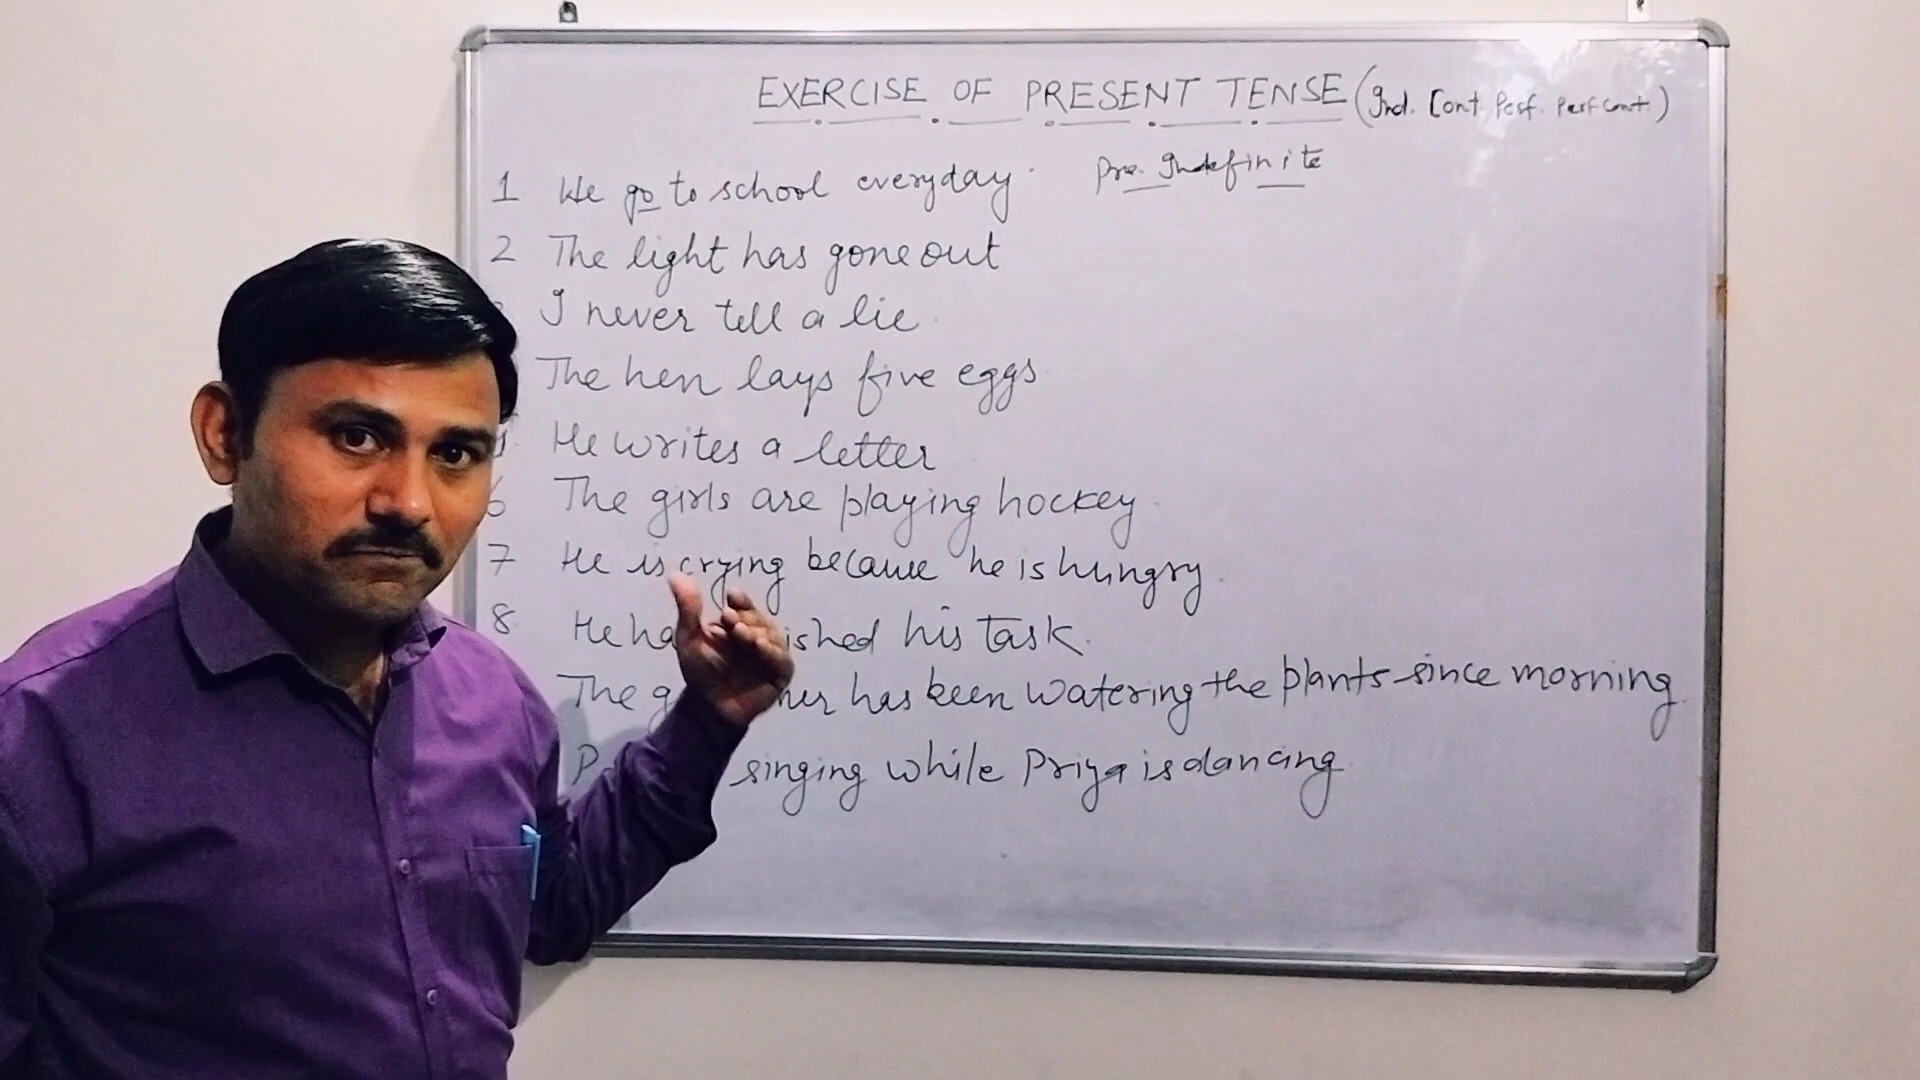 EXERCISE OF PRESENT TENSE (Ind. Cont. Perf. Perf Cont.)
1 We go to school everyday. Pre. Indefinite
2 The light has gone out
I never tell a lie.
The hen lays five eggs
He writes a letter
6 The girls are playing hockey.
7 He is crying because he is hungry.
8 He his task.
The has been watering the plants since morning.
singing while Priya is dancing.